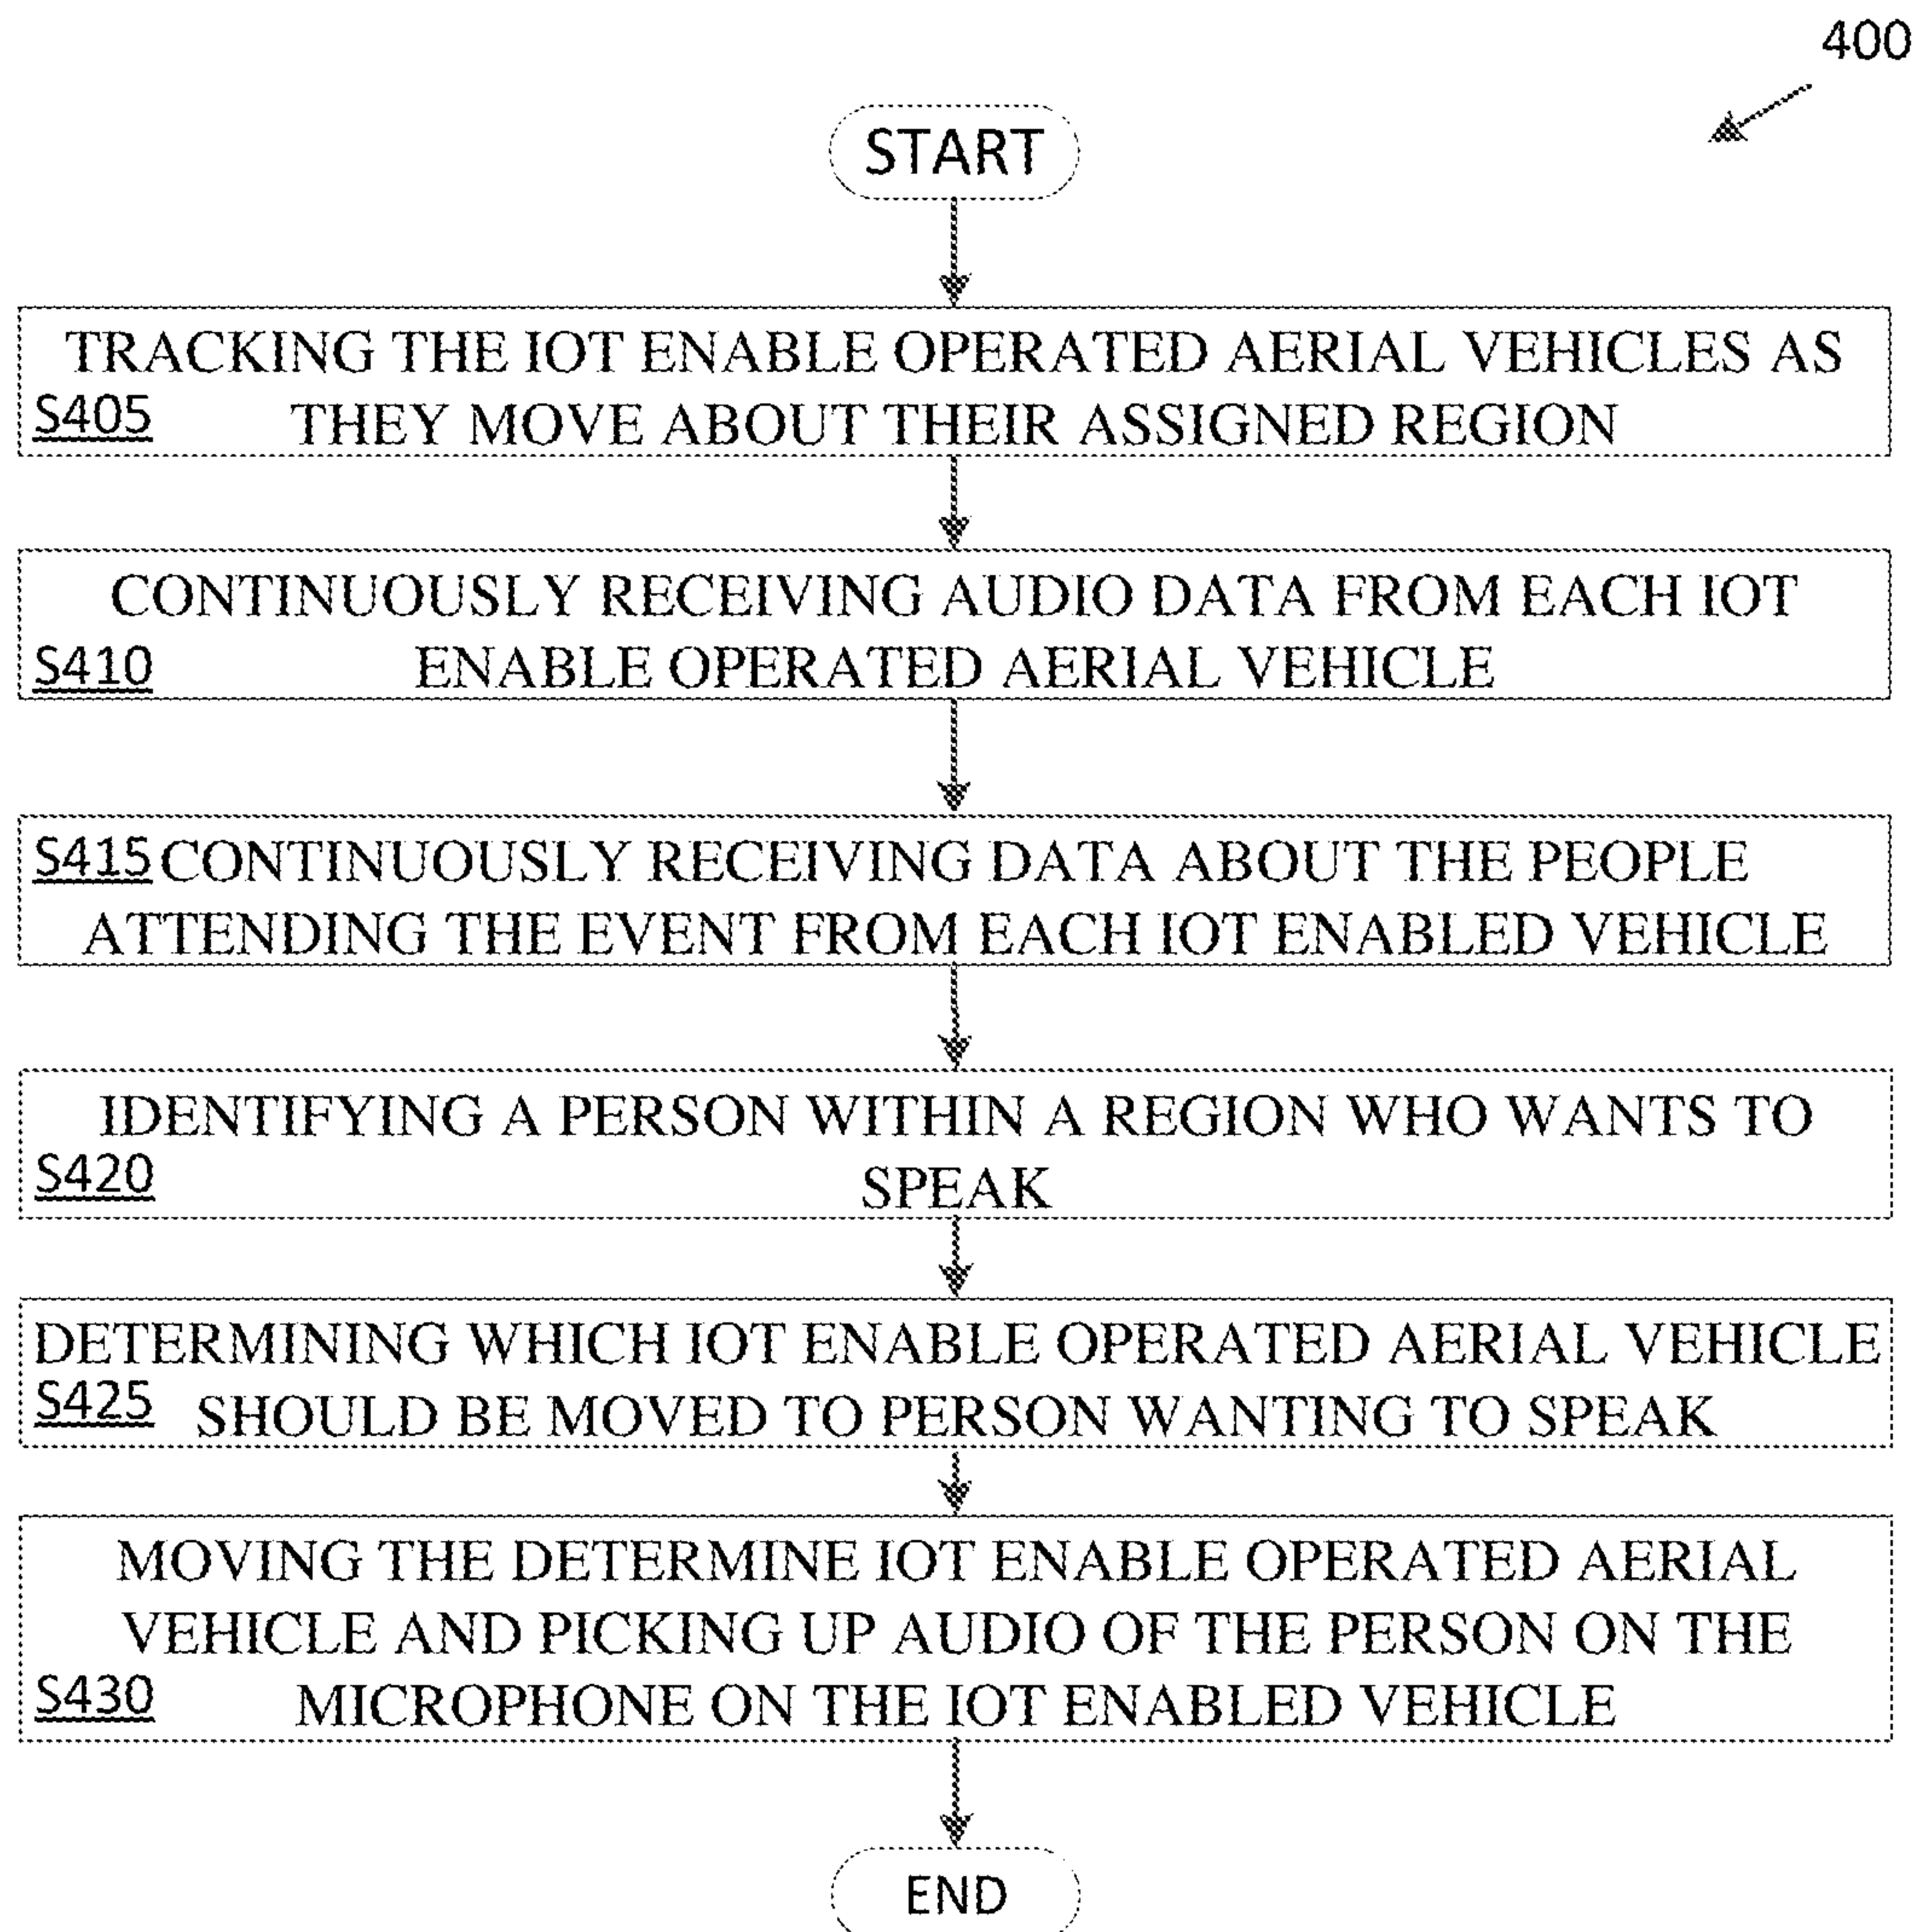 400
START
TRACKING THE IOT ENABLE OPERATED AERIAL VEHICLES AS
S405 THEY MOVE ABOUT THEIR ASSIGNED REGION
CONTINUOUSLY RECEIVING AUDIO DATA FROM EACH IOT
S410 ENABLE OPERATED AERIAL VEHICLE
S415 CONTINUOUSLY RECEIVING DATA ABOUT THE PEOPLE
ATTENDING THE EVENT FROM EACH IOT ENABLED VEHICLE
IDENTIFYING A PERSON WITHIN A REGION WHO WANTS TO
S420 SPEAK
DETERMINING WHICH IOT ENABLE OPERATED AERIAL VEHICLE
S425 SHOULD BE MOVED TO PERSON WANTING TO SPEAK
MOVING THE DETERMINE IOT ENABLE OPERATED AERIAL
VEHICLE AND PICKING UP AUDIO OF THE PERSON ON THE
S430 MICROPHONE ON THE IOT ENABLED VEHICLE
END